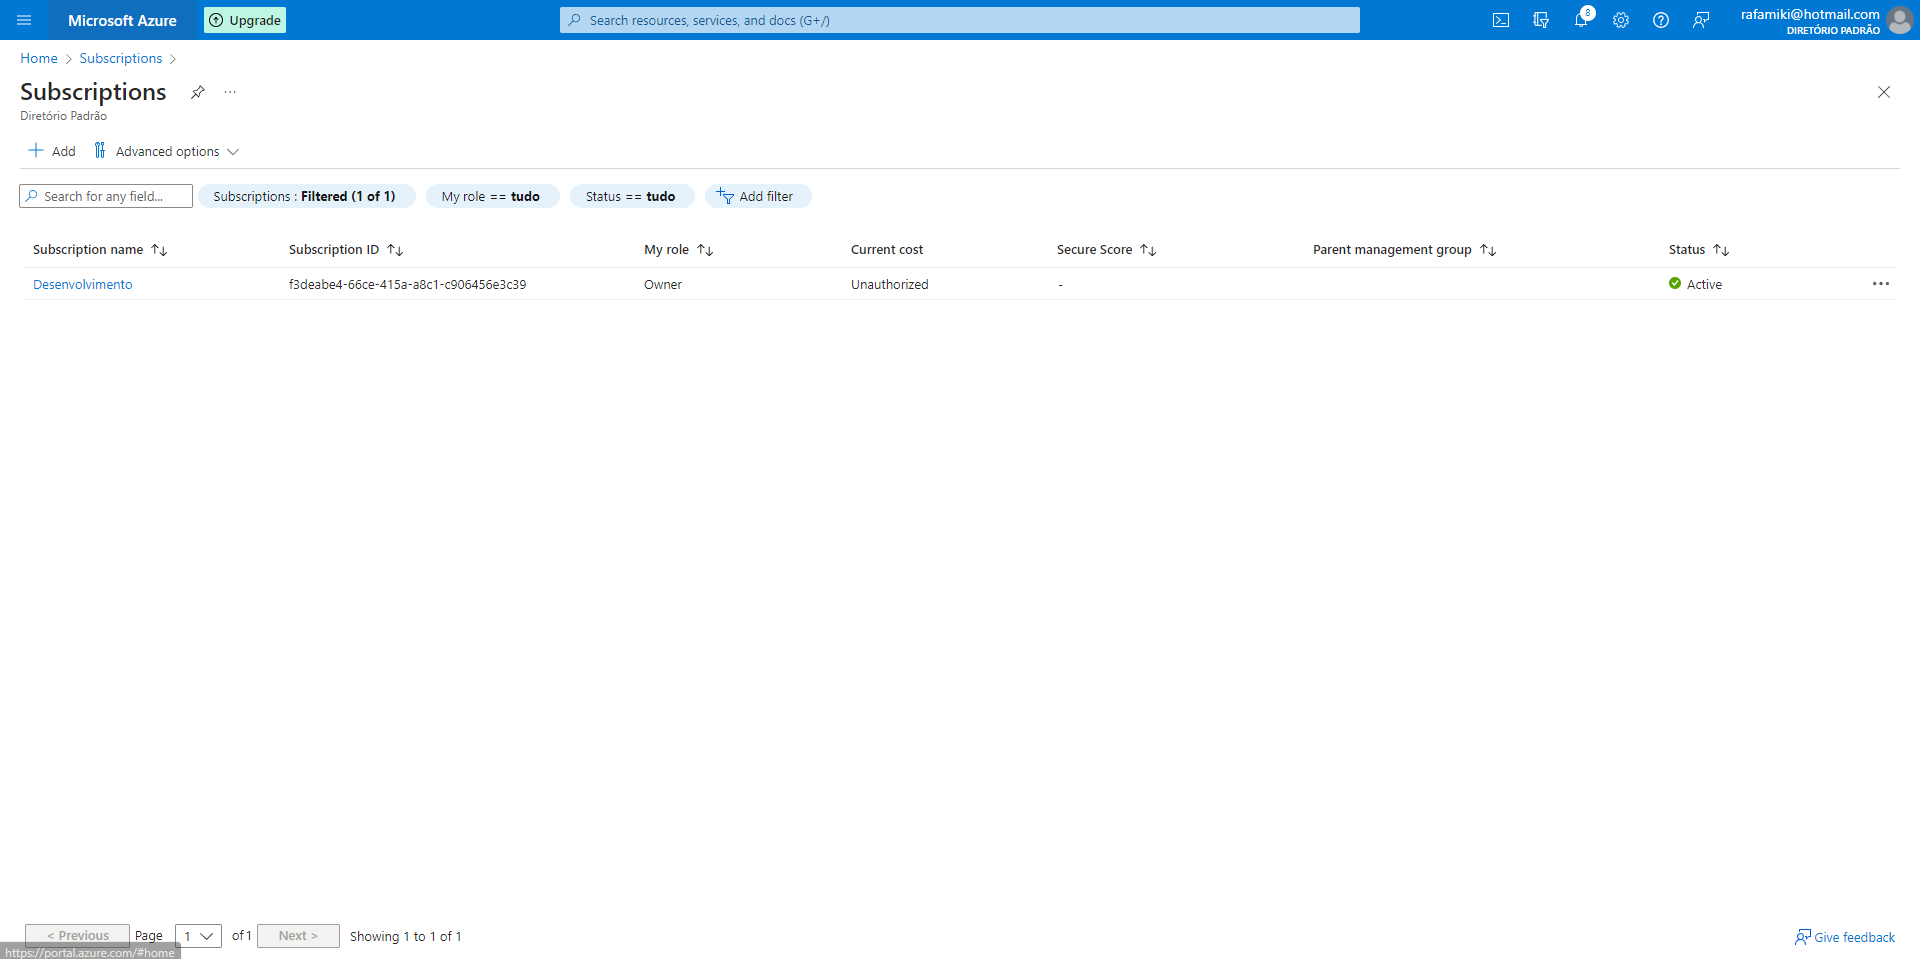 Microsoft Azure
Upgrade
Search resources, services, and docs (G+/)
8
rafamiki@hotmail.com
DIRETÓRIO PADRÃO
Home > Subscriptions >
Subscriptions
...
Diretório Padrão
Add
Advanced options
Search for any field...
Subscriptions : Filtered (1 of 1)
My role == tudo
Status == tudo
Add filter
Subscription name
Subscription ID
My role
Current cost
Secure Score
Parent management group
Status
Desenvolvimento
f3deabe4-66ce-415a-a8c1-c906456e3c39
Owner
Unauthorized
-
Active
< Previous
Page
1
of 1
Next >
Showing 1 to 1 of 1
Give feedback
https://portal.azure.com/#home